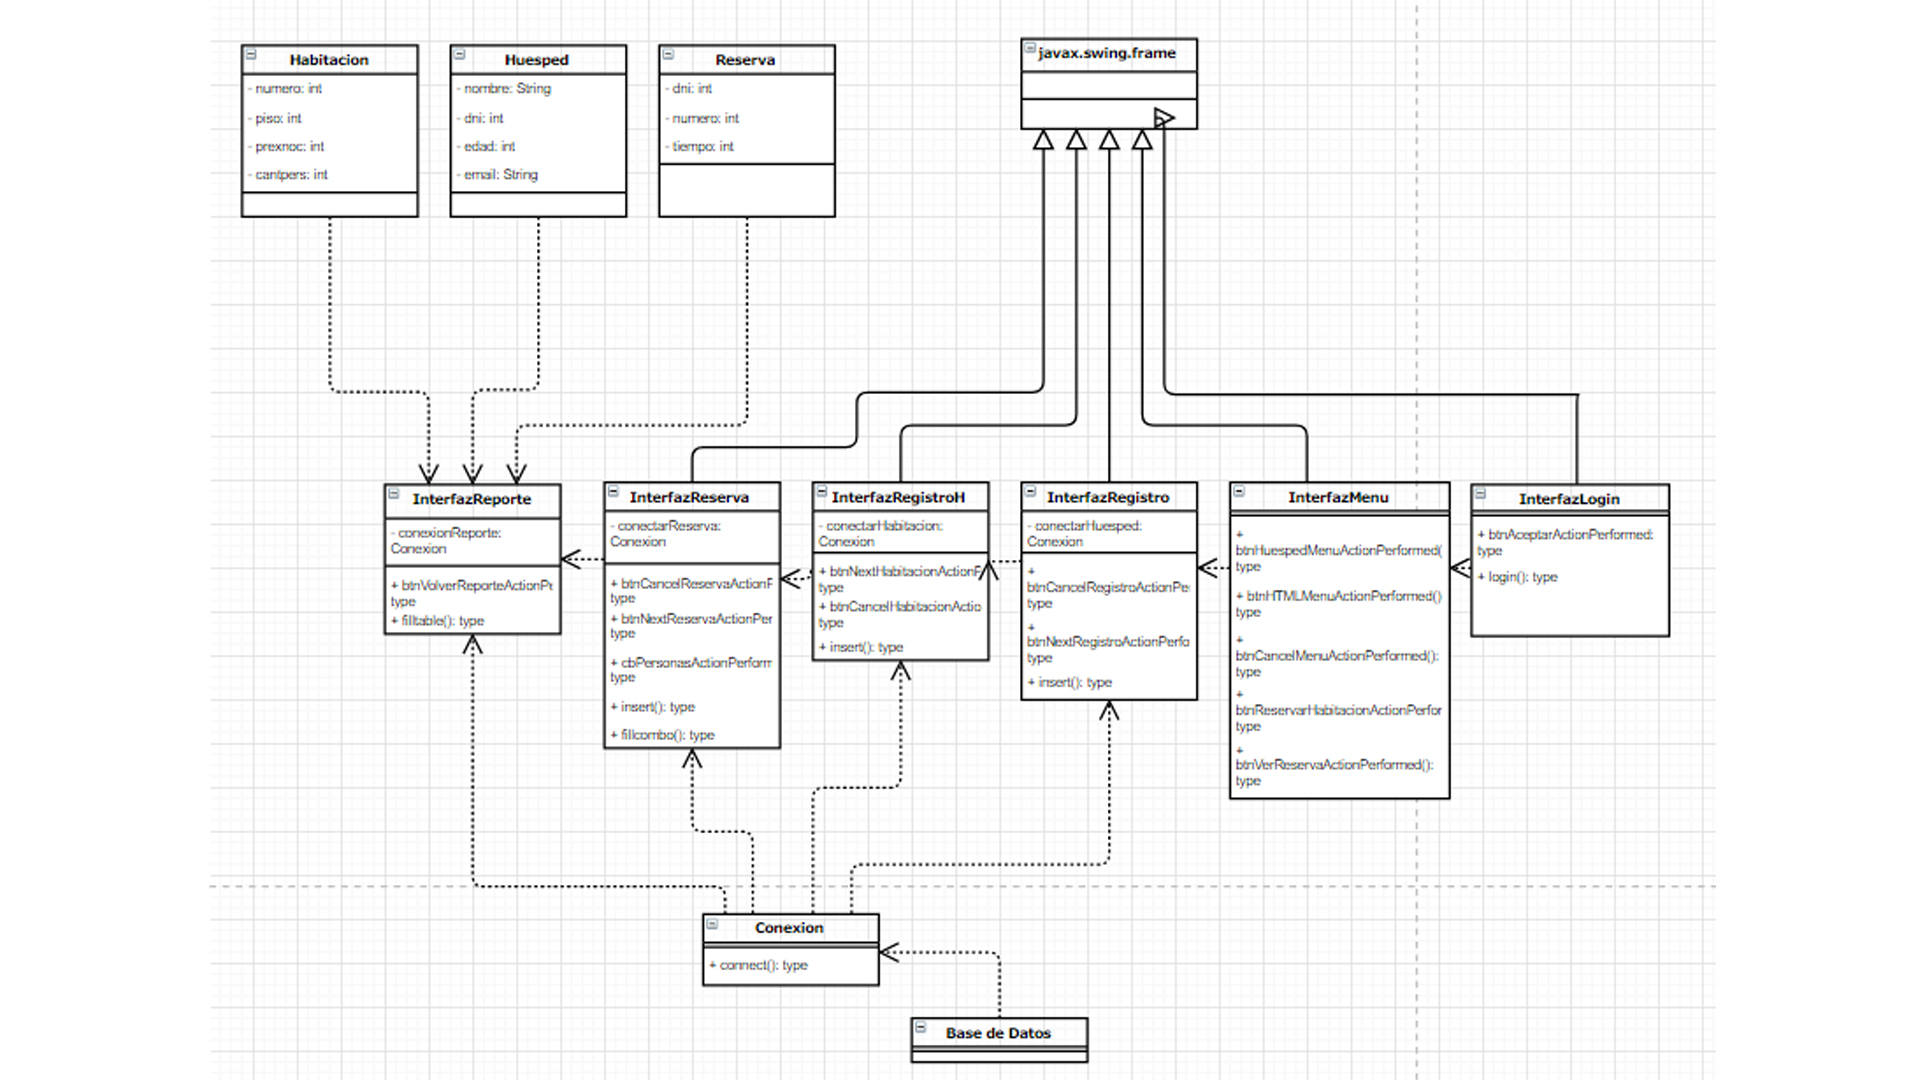 Habitacion
- numero: int
- piso: int
- prexnoc: int
- cantpers: int
Huesped
- nombre: String
- dni: int
- edad: int
- email: String
Reserva
- dni: int
- numero: int
- tiempo: int
javax.swing.frame
InterfazReporte
- conexionReporte:
Conexion
+ btnVolverReporteActionPe
type
+ filltable(): type
InterfazReserva
- conectarReserva:
Conexion
+ btnCancelReservaActionF
type
+ btnNextReservaActionPer
type
+ cbPersonasActionPerform
type
+ insert(): type
+ fillcombo(): type
InterfazRegistroH
- conectarHabitacion:
Conexion
+ btnNextHabitacionActionF
type
+ btnCancelHabitacionActio
type
+ insert(): type
InterfazRegistro
- conectarHuesped:
Conexion
+
btnCancelRegistroActionPe
type
+
btnNextRegistroActionPerfo
type
+ insert(): type
InterfazMenu
+
btnHuespedMenuActionPerformed(
type
+ btnHTMLMenuActionPerformed()
type
+
btnCancelMenuActionPerformed():
type
+
btnReservarHabitacionActionPerfor
type
+
btnVerReservaActionPerformed():
type
InterfazLogin
+ btnAceptarActionPerformed:
type
+ login(): type
Conexion
+ connect(): type
Base de Datos